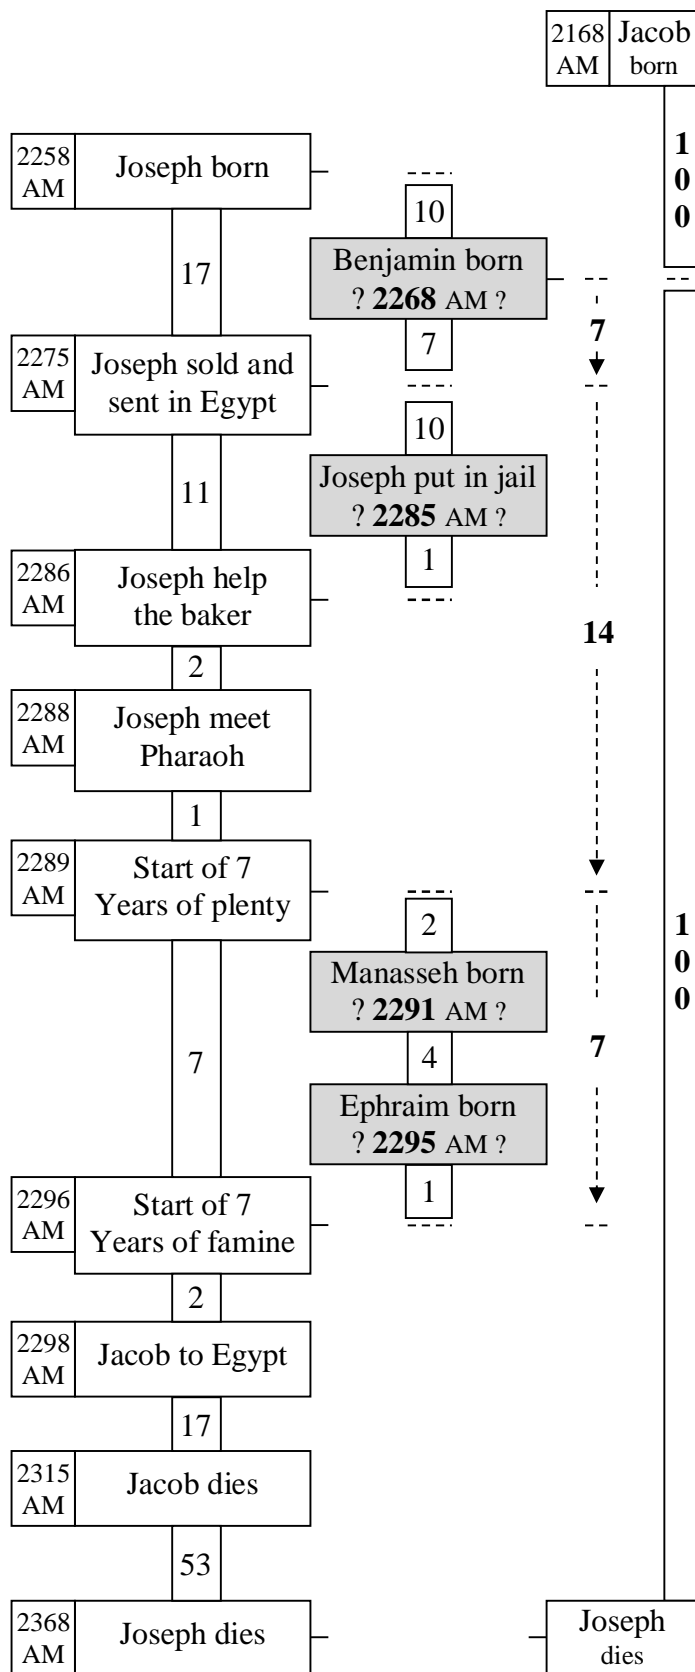 2168
AM
Jacob
born
1
0
0
2258
AM
Joseph born
10
17
Benjamin born
? 2268 AM ?
7
7
2275
AM
Joseph sold and
sent in Egypt
10
11
Joseph put in jail
? 2285 AM ?
1
2286
AM
Joseph help
the baker
14
2
2288
AM
Joseph meet
Pharaoh
1
2289
AM
Start of 7
Years of plenty
2
1
0
0
Manasseh born
? 2291 AM ?
7
4
7
Ephraim born
? 2295 AM ?
1
2296
AM
Start of 7
Years of famine
2
2298
AM
Jacob to Egypt
17
2315
AM
Jacob dies
53
2368
AM
Joseph dies
Joseph
dies